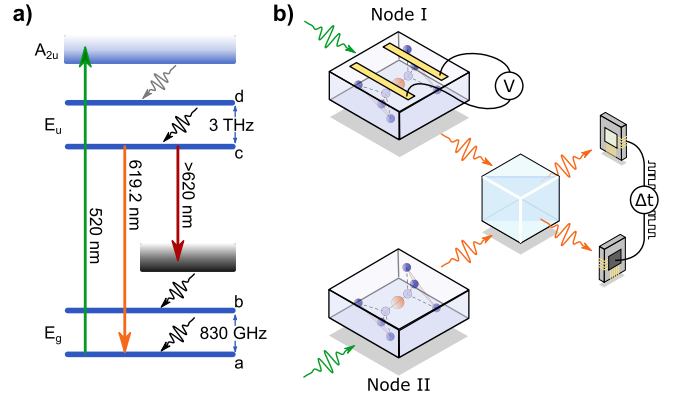 a)
A2u
d
Eu
3 THz
c
520 nm
619.2 nm
>620 nm
b
Eg
830 GHz
a
b)
Node I
V
Δt
Node II